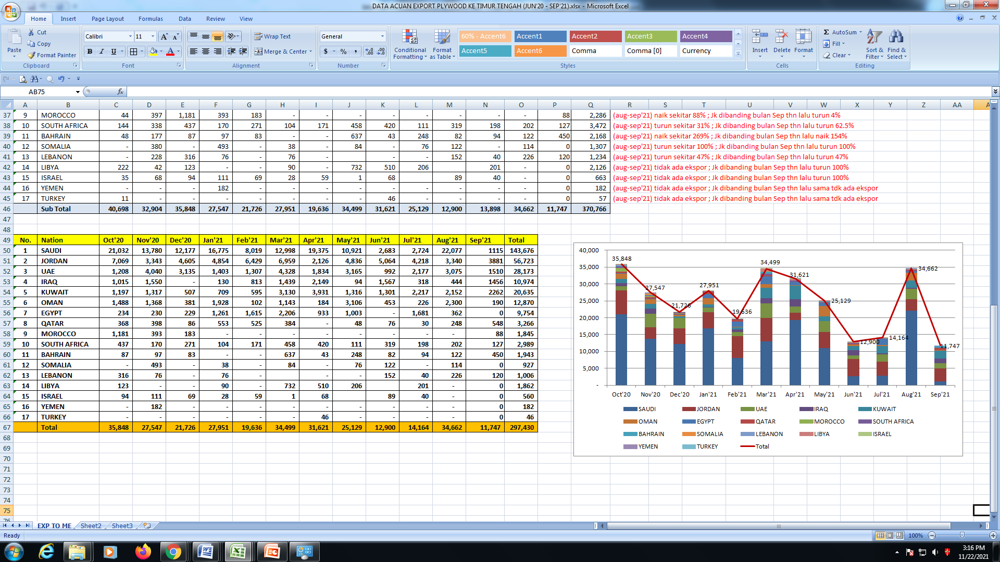 DATA ACUAN EXPORT PLYWOOD KE TIMUR TENGAH (JUN'20 - SEP'21).xlsx - Microsoft Excel
Home Insert Page Layout Formulas Data Review View
Paste Cut Copy Format Painter Clipboard
Calibri 11 B I U A Font
Wrap Text Merge & Center Alignment
General $ % , Number
Conditional Formatting Format as Table
60% - Accent6 Accent1 Accent2 Accent3 Accent4
Accent5 Accent6 Comma Comma [0] Currency
Styles
Insert Delete Format Cells
Σ AutoSum Fill Clear Sort & Filter Find & Select Editing
AB75 fx
A B C D E F G H I J K L M N O P Q R S T U V W X Y Z AA A
37 9 MOROCCO 44 397 1,181 393 183 - - - - - - - - 88 2,286 (aug-sep'21) naik sekitar 88% ; Jk dibanding bulan Sep thn lalu turun 4%
38 10 SOUTH AFRICA 144 338 437 170 271 104 171 458 420 111 319 198 202 127 3,472 (aug-sep'21) turun sekitar 31% ; Jk dibanding bulan Sep thn lalu turun 62.5%
39 11 BAHRAIN 48 177 87 97 83 - - 637 43 248 82 94 122 450 2,168 (aug-sep'21) naik sekitar 269% ; Jk dibanding bulan Sep thn lalu naik 154%
40 12 SOMALIA - 380 - 493 - 38 - 84 - 76 122 - 114 0 1,307 (aug-sep'21) turun sekitar 100% ; Jk dibanding bulan Sep thn lalu turun 100%
41 13 LEBANON - 228 316 76 - 76 - - 152 40 226 120 1,234 (aug-sep'21) turun sekitar 47% ; Jk dibanding bulan Sep thn lalu turun 47%
42 14 LIBYA 222 42 123 - - 90 - 732 510 206 201 - 0 2,126 (aug-sep'21) tidak ada ekspor ; Jk dibanding bulan Sep thn lalu turun 100%
43 15 ISRAEL 35 68 94 111 69 28 59 1 68 89 40 - 0 663 (aug-sep'21) tidak ada ekspor ; Jk dibanding bulan Sep thn lalu turun 100%
44 16 YEMEN - - - 182 - - - - - - - - - 0 182 (aug-sep'21) tidak ada ekspor ; Jk dibanding bulan Sep thn lalu sama tdk ada ekspor
45 17 TURKEY 11 - - - - - - - 46 - - - - 0 57 (aug-sep'21) tidak ada ekspor ; Jk dibanding bulan Sep thn lalu sama tdk ada ekspor
46 Sub Total 40,698 32,904 35,848 27,547 21,726 27,951 19,636 34,499 31,621 25,129 12,900 13,898 34,662 11,747 370,766
47
48
49 No. Nation Oct'20 Nov'20 Dec'20 Jan'21 Feb'21 Mar'21 Apr'21 May'21 Jun'21 Jul'21 Aug'21 Sep'21 Total
50 1 SAUDI 21,032 13,780 12,177 16,775 8,019 12,998 19,375 10,921 2,683 2,724 22,077 1115 143,676
51 2 JORDAN 7,069 3,343 4,605 4,854 6,429 6,959 2,126 4,836 5,064 4,218 3,340 3881 56,723
52 3 UAE 1,208 4,040 3,135 1,403 1,307 4,328 1,834 3,165 992 2,177 3,075 1510 28,173
53 4 IRAQ 1,015 1,550 - 130 813 1,439 2,149 94 1,567 318 444 1456 10,974
54 5 KUWAIT 1,197 1,317 507 709 595 3,130 3,931 1,316 1,301 2,217 2,152 2262 20,635
55 6 OMAN 1,488 1,368 381 1,928 102 1,143 184 3,106 453 226 2,300 190 12,870
56 7 EGYPT 234 230 229 1,261 1,615 2,206 933 1,003 - 1,681 362 0 9,754
57 8 QATAR 368 398 86 553 525 384 - 48 76 30 248 548 3,266
58 9 MOROCCO 1,181 393 183 - - - - - - - - 88 1,845
59 10 SOUTH AFRICA 437 170 271 104 171 458 420 111 319 198 202 127 2,989
60 11 BAHRAIN 87 97 83 - - 637 43 248 82 94 122 450 1,943
61 12 SOMALIA - 493 - 38 - 84 - 76 122 - 114 0 927
62 13 LEBANON 316 76 - 76 - - 152 40 226 120 1,006
63 14 LIBYA 123 - - 90 - 732 510 206 201 - 0 1,862
64 15 ISRAEL 94 111 69 28 59 1 68 89 40 - 0 560
65 16 YEMEN - 182 - - - - - - - - - 0 182
66 17 TURKEY - - - - - - 46 - - - - 0 46
67 Total 35,848 27,547 21,726 27,951 19,636 34,499 31,621 25,129 12,900 14,164 34,662 11,747 297,430
68
69
70
71
72
73
74
75
76
40,000
35,000
30,000
25,000
20,000
15,000
10,000
5,000
-
35,848 27,547 21,726 27,951 19,636 34,499 31,621 25,129 12,900 14,164 34,662 11,747
Oct'20 Nov'20 Dec'20 Jan'21 Feb'21 Mar'21 Apr'21 May'21 Jun'21 Jul'21 Aug'21 Sep'21
SAUDI JORDAN UAE IRAQ KUWAIT
OMAN EGYPT QATAR MOROCCO SOUTH AFRICA
BAHRAIN SOMALIA LEBANON LIBYA ISRAEL
YEMEN TURKEY Total
EXP TO ME Sheet2 Sheet3
Ready 100%
3:16 PM
11/22/2021